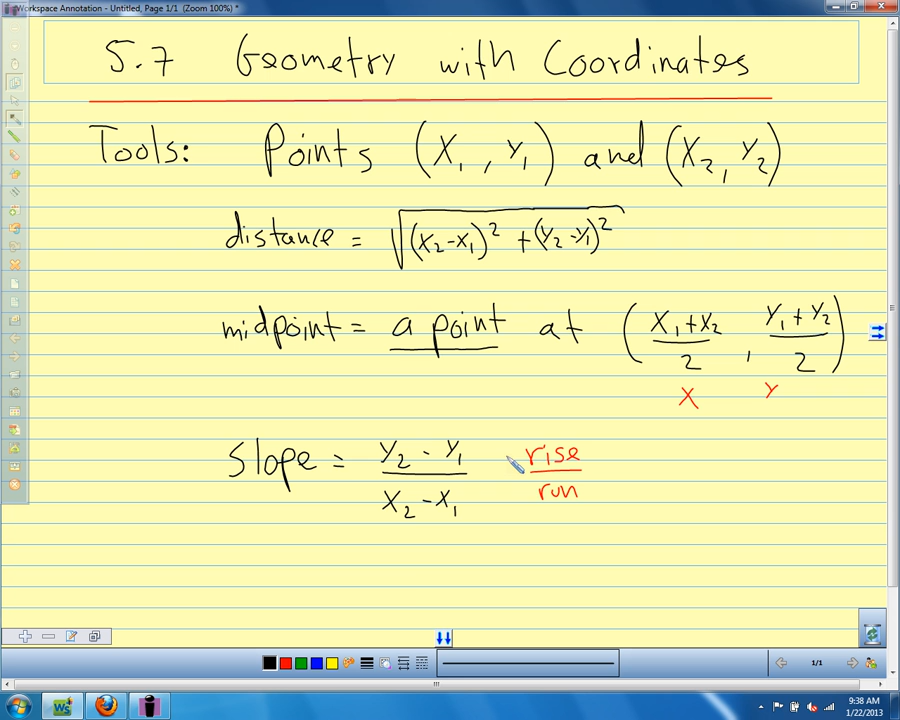 Workspace Annotation - Untitled, Page 1/1 (Zoom 100%) *
5.7 Geometry with Coordinates
Tools: Points (X₁, Y₁) and (X₂, Y₂)
distance = √((X₂-X₁)² + (Y₂-Y₁)²)
midpoint = a point at ((X₁+X₂)/2, (Y₁+Y₂)/2)
X Y
Slope = (Y₂-Y₁)/(X₂-X₁) rise/run
1/1
9:38 AM
1/22/2013